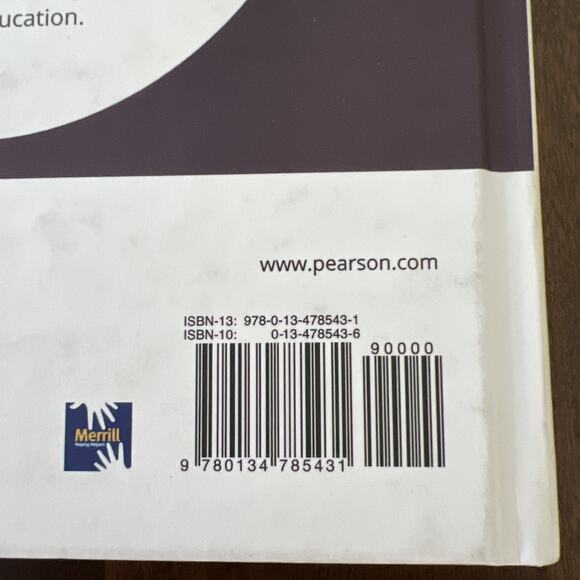 ucation.
www.pearson.com
ISBN-13: 978-0-13-478543-1
ISBN-10: 0-13-478543-6
90000
Merrill
9 780134 785431